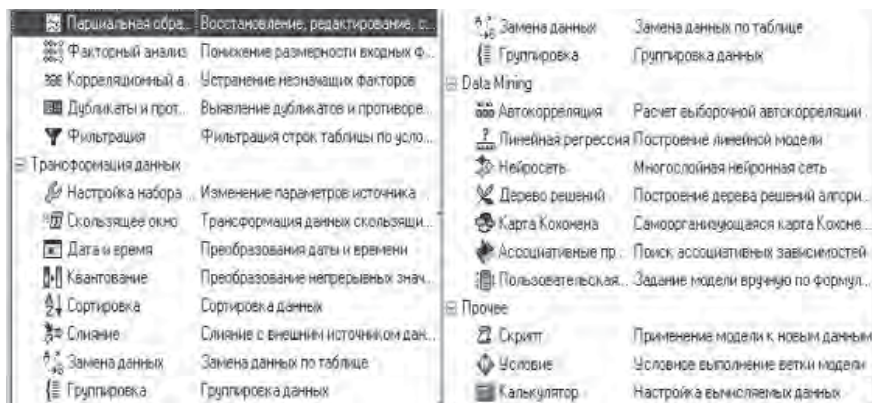 Парциальная обра... Восстановление, редактирование, с...
Факторный анализ Понижение размерности входных ф...
Корреляционный а... Устранение незначащих факторов
Дубликаты и прот... Выявление дубликатов и противоре...
Фильтрация Фильтрация строк таблицы по усло...
Трансформация данных
Настройка набора ... Изменение параметров источника
Скользящее окно Трансформация данных скользящи...
Дата и время Преобразования даты и времени
Квантование Преобразование непрерывных знач...
Сортировка Сортировка данных
Слияние Слияние с внешним источником дан...
Замена данных Замена данных по таблице
Группировка Группировка данных
Замена данных Замена данных по таблице
Группировка Группировка данных
Data Mining
Автокорреляция Расчет выборочной автокорреляции
Линейная регрессия Построение линейной модели
Нейросеть Многослойная нейронная сеть
Дерево решений Построение дерева решений алгори...
Карта Кохонена Самоорганизующаяся карта Кохоне...
Ассоциативные пр... Поиск ассоциативных зависимостей
Пользовательская... Задание модели вручную по формул...
Прочее
Скрипт Применение модели к новым данным
Условие Условное выполнение ветки модели
Калькулятор Настройка вычисляемых данных